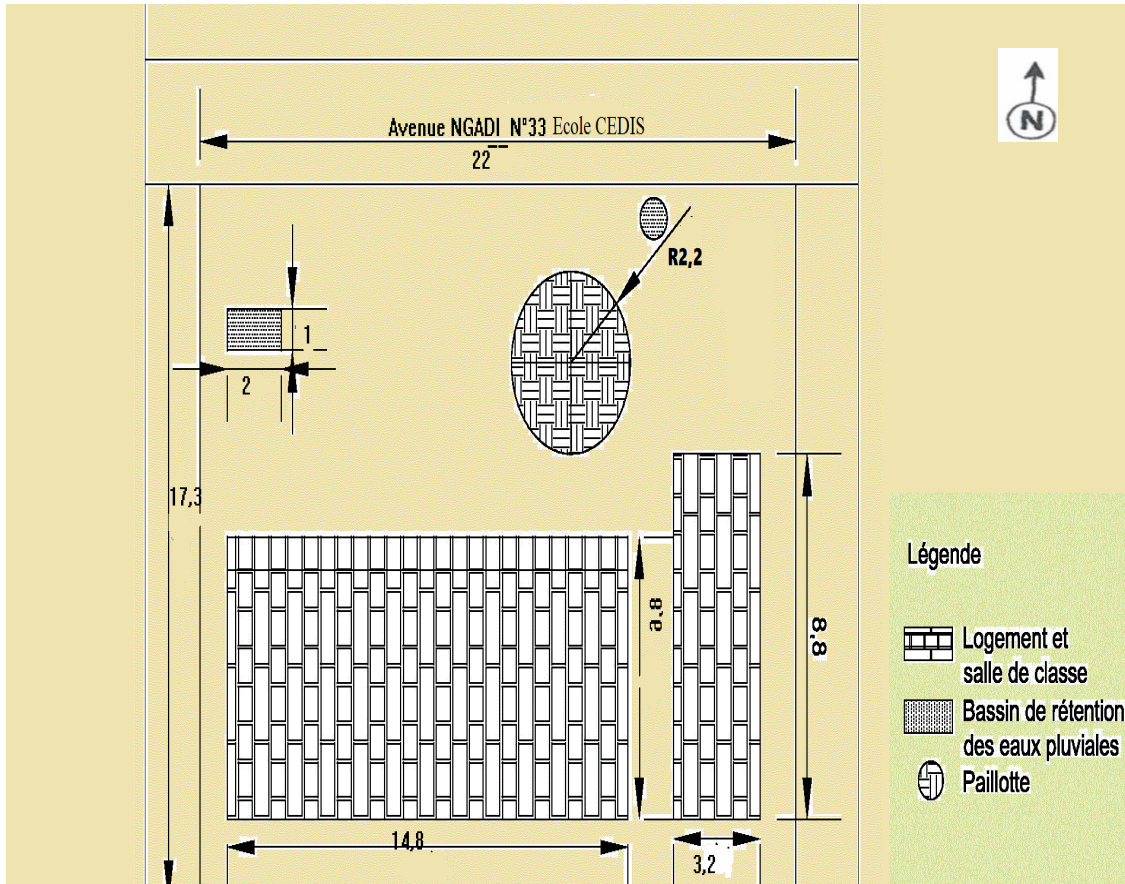 N
Avenue NGADI N°33 Ecole CEDIS
22
R2,2
1
2
17,3
6,8
8,8
14,8
3,2
Légende
Logement et
salle de classe
Bassin de rétention
des eaux pluviales
Paillotte